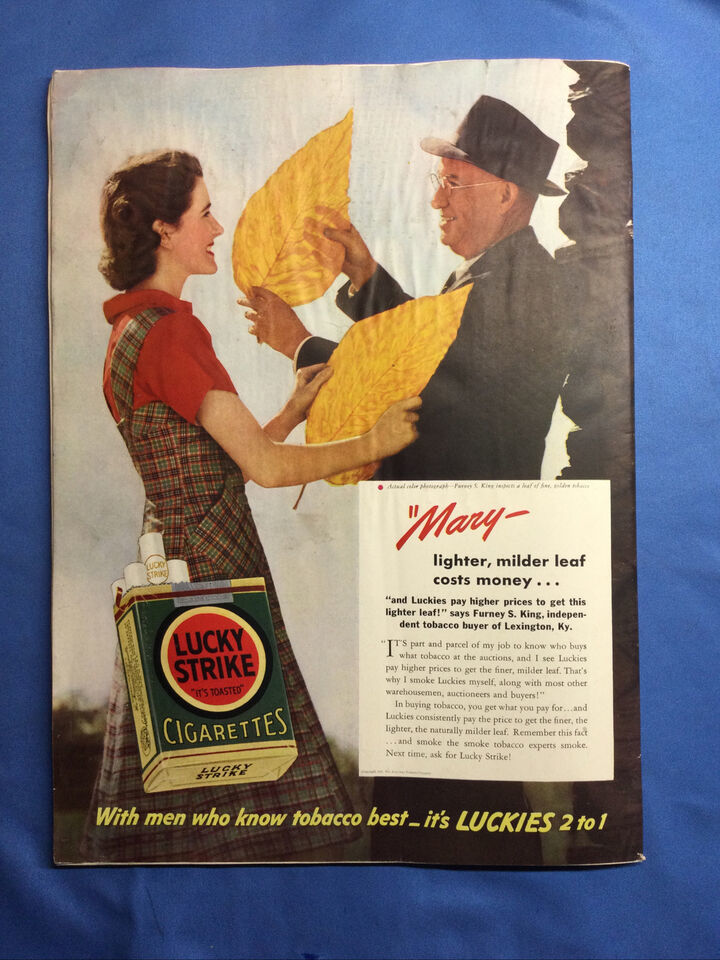 Actual color photograph—Furney S. King inspects a leaf of fine, golden tobacco
"Mary—
lighter, milder leaf
costs money . . .
"and Luckies pay higher prices to get this
lighter leaf!" says Furney S. King, indepen-
dent tobacco buyer of Lexington, Ky.
"IT'S part and parcel of my job to know who buys
what tobacco at the auctions, and I see Luckies
pay higher prices to get the finer, milder leaf. That's
why I smoke Luckies myself, along with most other
warehousemen, auctioneers and buyers!"
In buying tobacco, you get what you pay for...and
Luckies consistently pay the price to get the finer, the
lighter, the naturally milder leaf. Remember this fact
...and smoke the smoke tobacco experts smoke.
Next time, ask for Lucky Strike!
LUCKY
STRIKE
LUCKY
STRIKE
"IT'S TOASTED"
CIGARETTES
LUCKY
STRIKE
With men who know tobacco best—it's LUCKIES 2 to 1